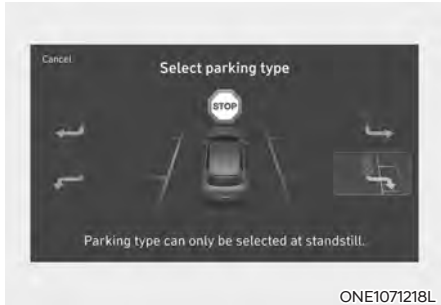 Cancel
Select parking type
STOP
Parking type can only be selected at standstill.
ONE1071218L